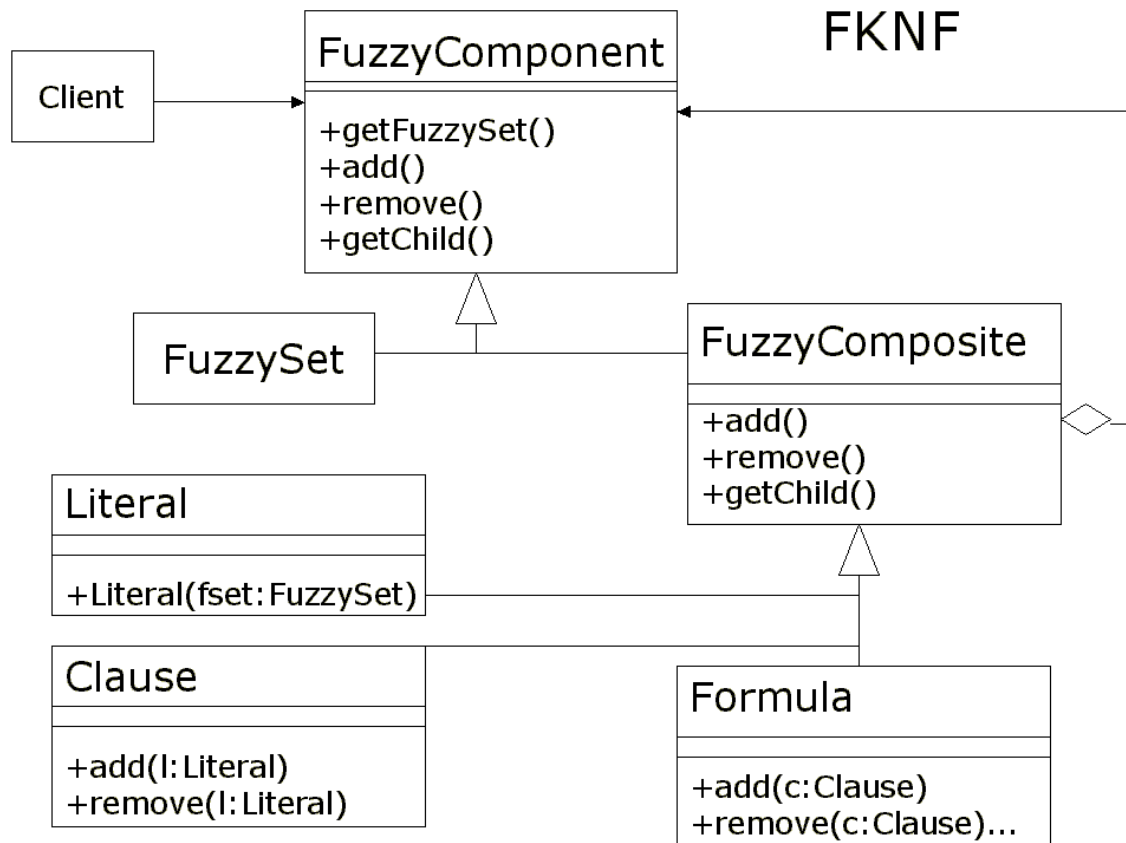 FKNF
Client
FuzzyComponent
+getFuzzySet()
+add()
+remove()
+getChild()
FuzzySet
FuzzyComposite
+add()
+remove()
+getChild()
Literal
+Literal(fset:FuzzySet)
Clause
+add(l:Literal)
+remove(l:Literal)
Formula
+add(c:Clause)
+remove(c:Clause)...